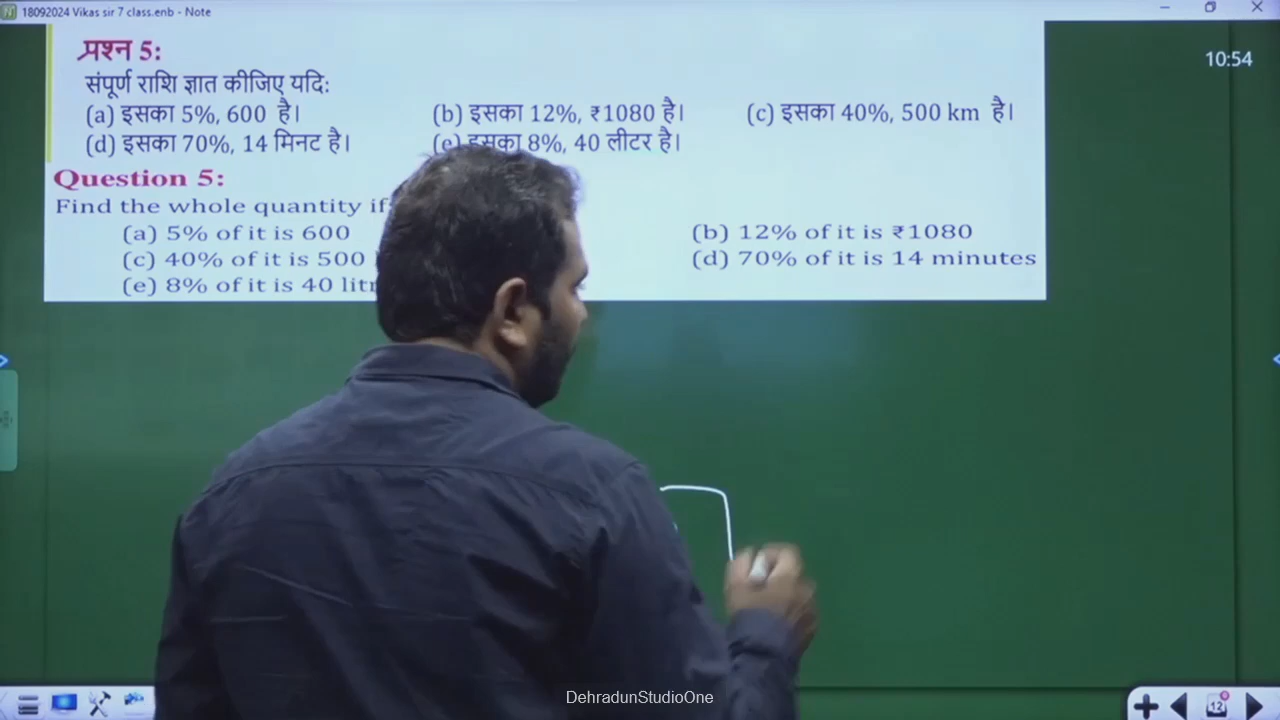 18092024 Vikas sir 7 class.enb - Note
10:54
प्रश्न 5:
संपूर्ण राशि ज्ञात कीजिए यदि:
(a) इसका 5%, 600 है। (b) इसका 12%, ₹1080 है। (c) इसका 40%, 500 km है।
(d) इसका 70%, 14 मिनट है। (e) इसका 8%, 40 लीटर है।
Question 5:
Find the whole quantity if
(a) 5% of it is 600 (b) 12% of it is ₹1080
(c) 40% of it is 500 (d) 70% of it is 14 minutes
(e) 8% of it is 40 litr
DehradunStudioOne
12